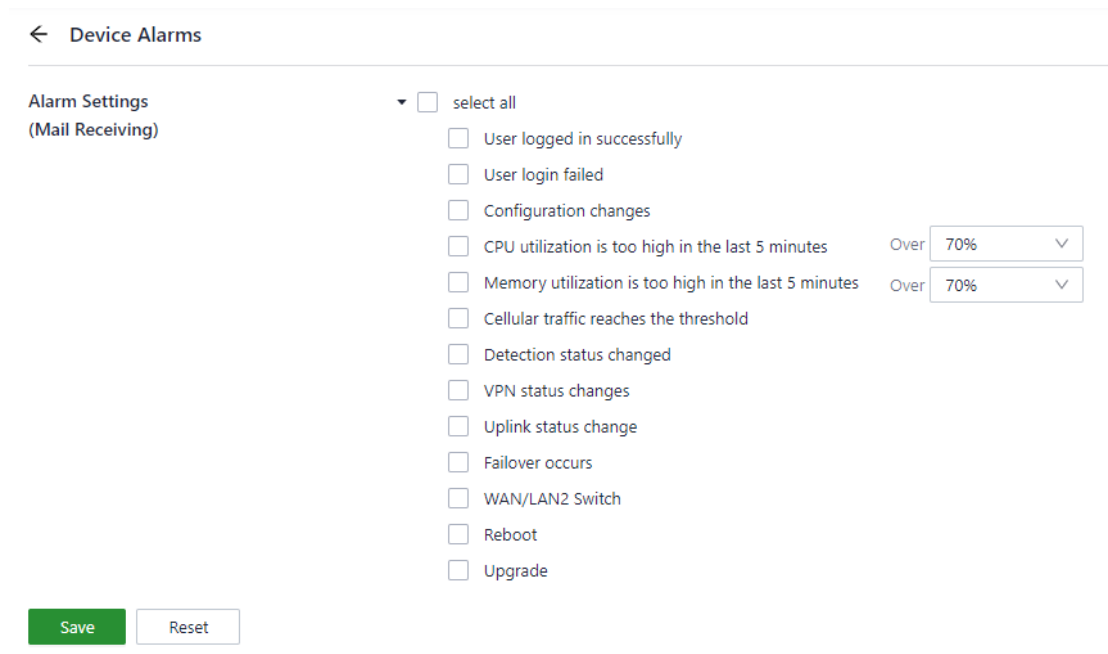 Device Alarms
Alarm Settings
(Mail Receiving)
select all
User logged in successfully
User login failed
Configuration changes
CPU utilization is too high in the last 5 minutes Over 70%
Memory utilization is too high in the last 5 minutes Over 70%
Cellular traffic reaches the threshold
Detection status changed
VPN status changes
Uplink status change
Failover occurs
WAN/LAN2 Switch
Reboot
Upgrade
Save Reset